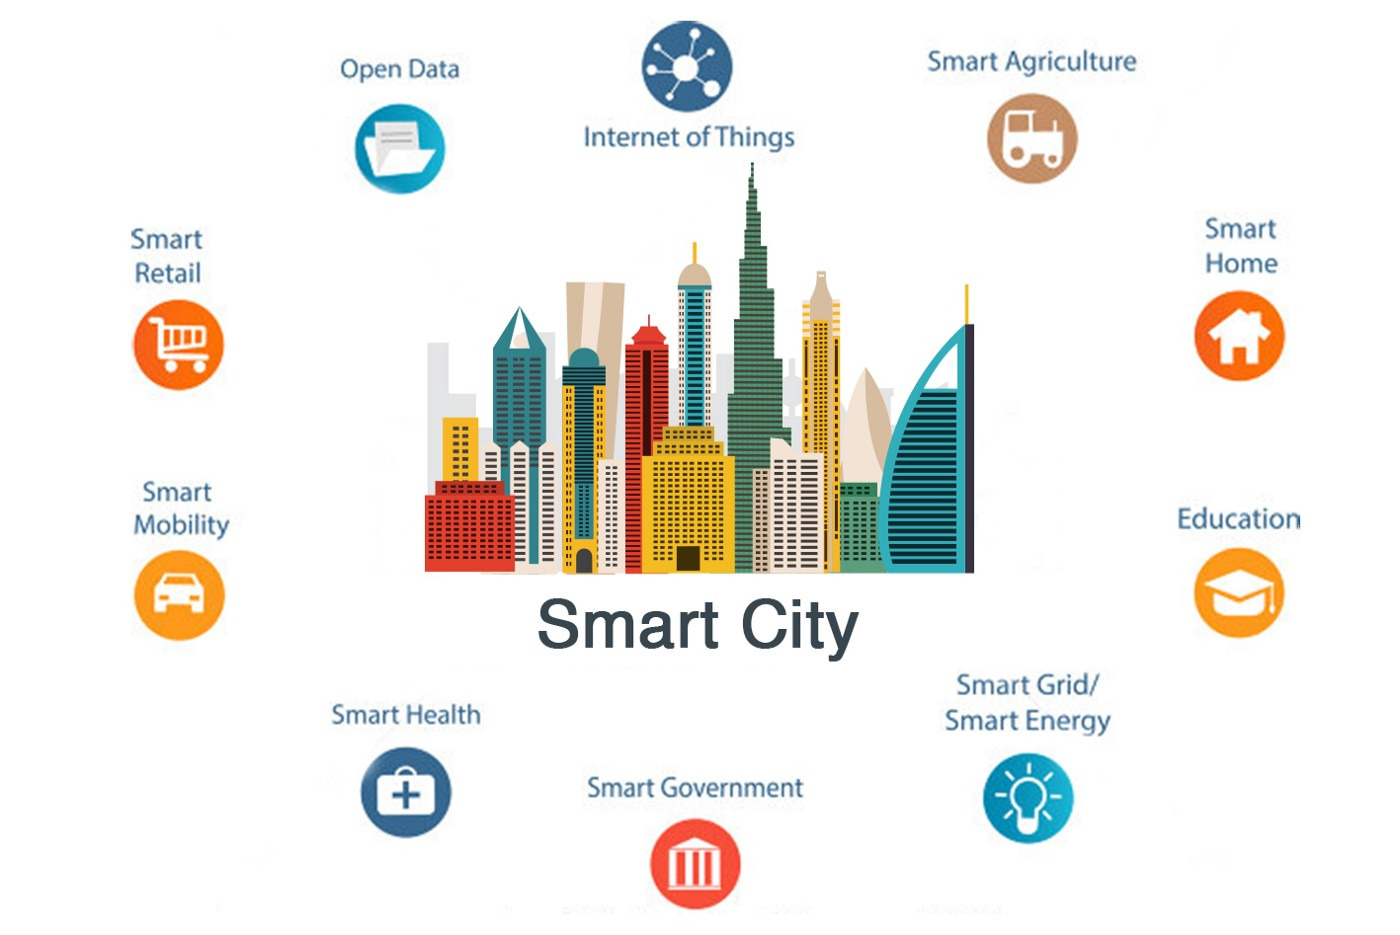 Open Data
Internet of Things
Smart Agriculture
Smart
Retail
Smart
Home
Smart
Mobility
Education
Smart City
Smart Health
Smart Government
Smart Grid/
Smart Energy